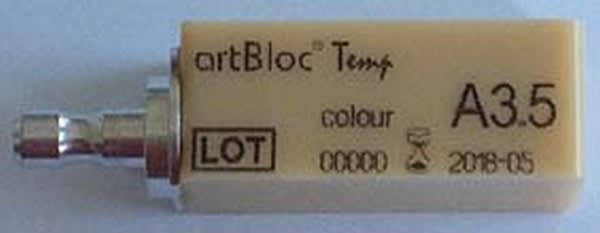 artBloc® Temp
colour A3.5
LOT 00000 2018-05